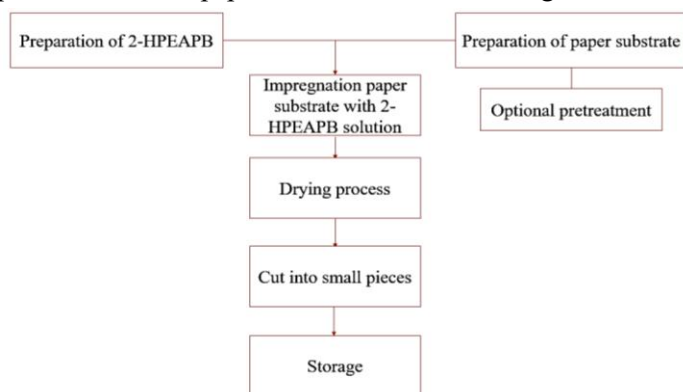 Preparation of 2-HPEAPB
Preparation of paper substrate
Impregnation paper
substrate with 2-
HPEAPB solution
Optional pretreatment
Drying process
Cut into small pieces
Storage